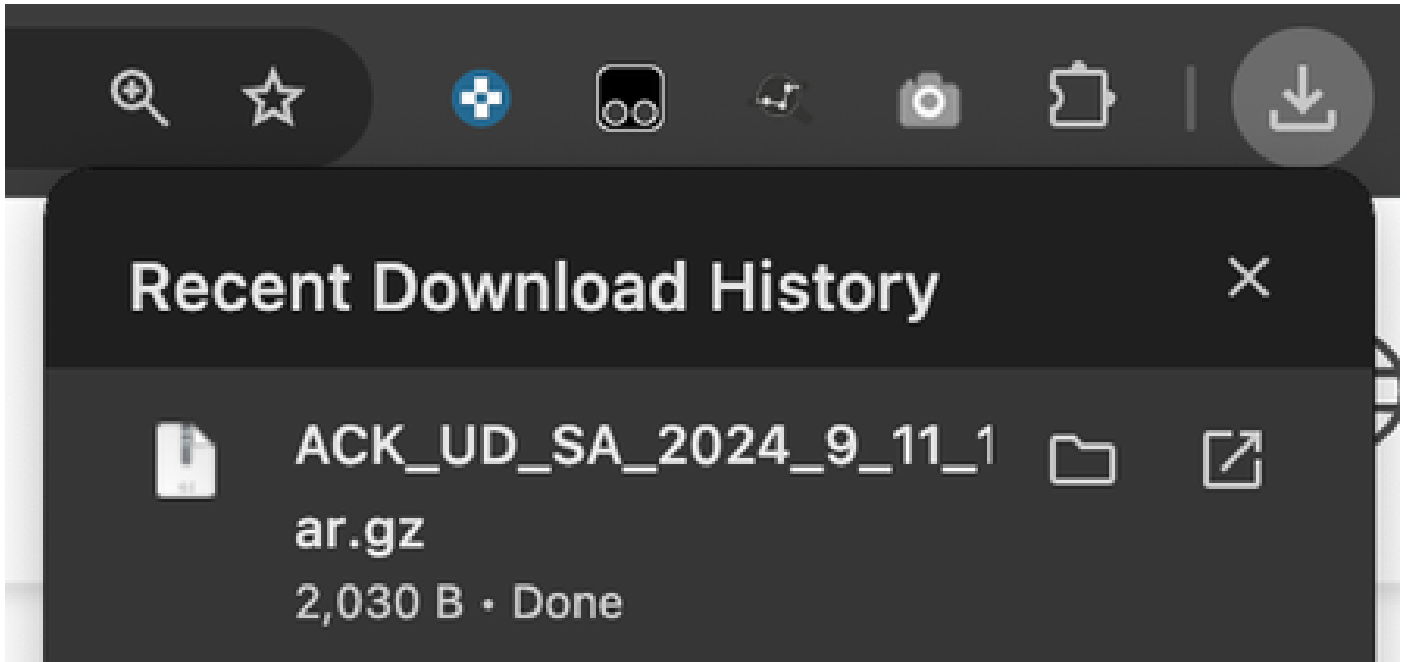 Recent Download History
ACK_UD_SA_2024_9_11_1
ar.gz
2,030 B • Done